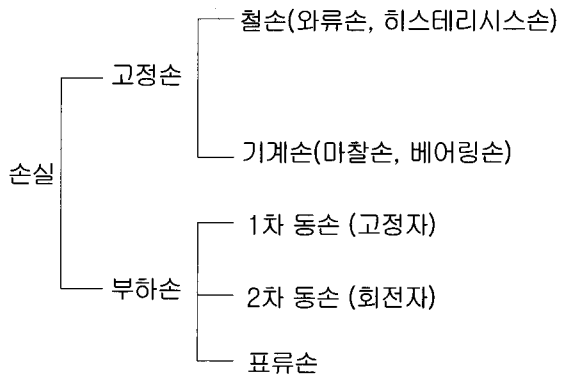 철손(와류손, 히스테리시스손)
고정손
기계손(마찰손, 베어링손)
손실
1차 동손 (고정자)
부하손
2차 동손 (회전자)
표류손